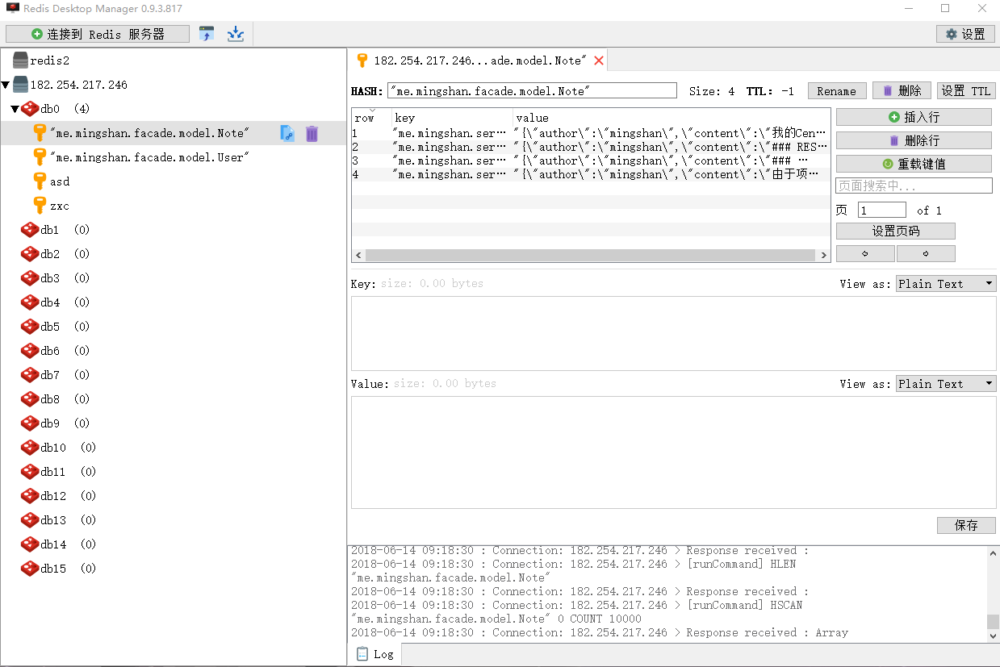 Redis Desktop Manager 0.9.3.817
连接到 Redis 服务器
设置
redis2
182.254.217.246
db0 (4)
"me.mingshan.facade.model.Note"
"me.mingshan.facade.model.User"
asd
zxc
db1 (0)
db2 (0)
db3 (0)
db4 (0)
db5 (0)
db6 (0)
db7 (0)
db8 (0)
db9 (0)
db10 (0)
db11 (0)
db12 (0)
db13 (0)
db14 (0)
db15 (0)
182.254.217.246...ade.model.Note"
HASH: "me.mingshan.facade.model.Note" Size: 4 TTL: -1 Rename 删除 设置 TTL
row key value
1 "me.mingshan.ser… "{\"author\":\"mingshan\",\"content\":\"我的Cen…
2 "me.mingshan.ser… "{\"author\":\"mingshan\",\"content\":\"### RES…
3 "me.mingshan.ser… "{\"author\":\"mingshan\",\"content\":\"### …
4 "me.mingshan.ser… "{\"author\":\"mingshan\",\"content\":\"由于项…
插入行
删除行
重载键值
页面搜索中...
页 1 of 1
设置页码
Key: size: 0.00 bytes View as: Plain Text
Value: size: 0.00 bytes View as: Plain Text
保存
2018-06-14 09:18:30 : Connection: 182.254.217.246 > Response received :
2018-06-14 09:18:30 : Connection: 182.254.217.246 > [runCommand] HLEN
"me.mingshan.facade.model.Note"
2018-06-14 09:18:30 : Connection: 182.254.217.246 > Response received :
2018-06-14 09:18:30 : Connection: 182.254.217.246 > [runCommand] HSCAN
"me.mingshan.facade.model.Note" 0 COUNT 10000
2018-06-14 09:18:30 : Connection: 182.254.217.246 > Response received : Array
Log